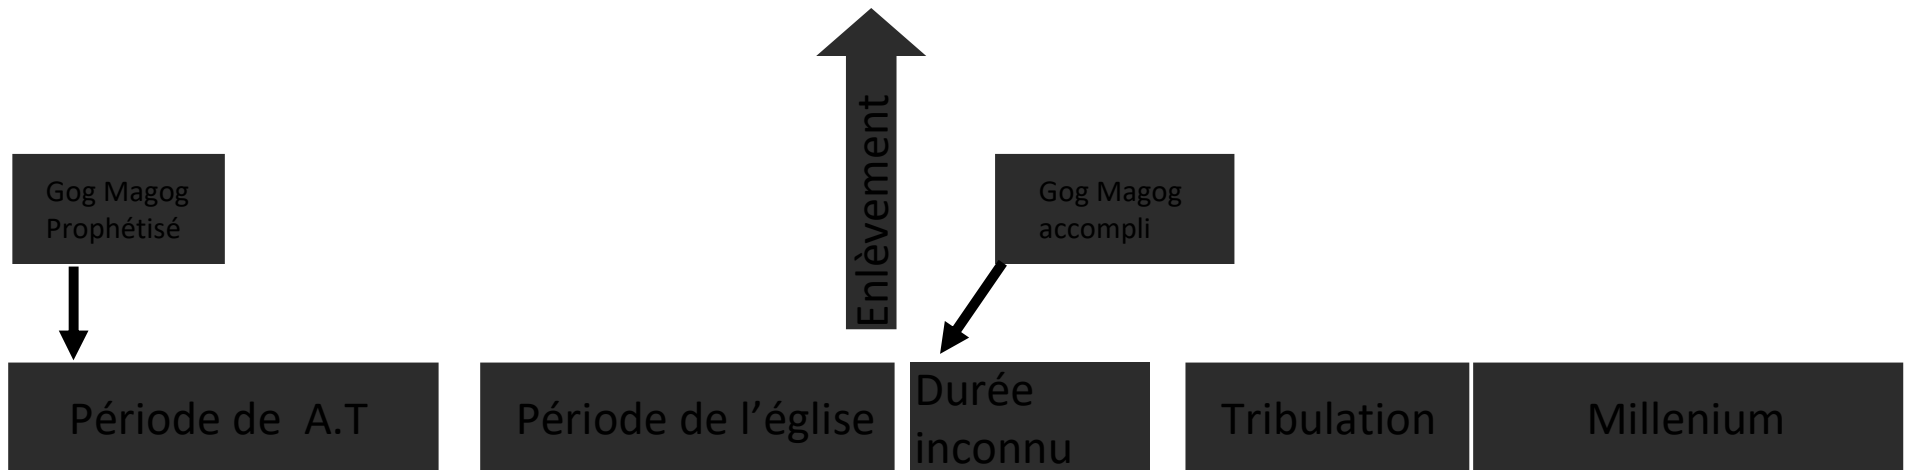 Enlèvement
Gog Magog
Prophétisé
Gog Magog
accompli
Période de A.T
Période de l’église
Durée
inconnu
Tribulation
Millenium